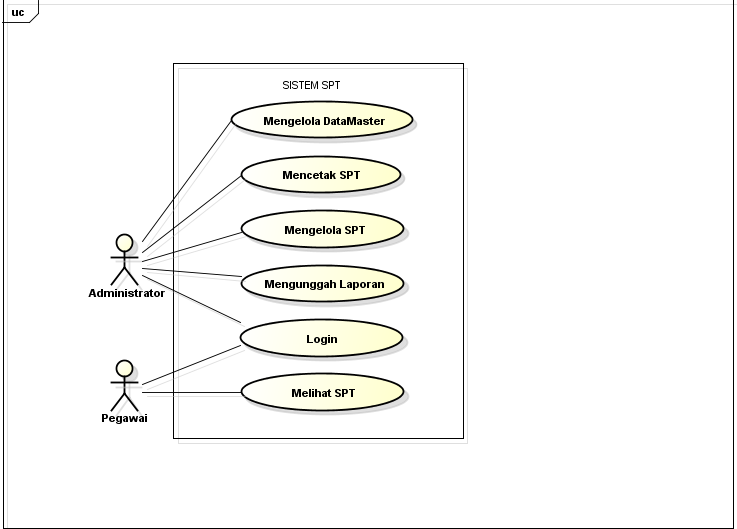 uc
SISTEM SPT
Mengelola DataMaster
Mencetak SPT
Mengelola SPT
Mengunggah Laporan
Administrator
Login
Melihat SPT
Pegawai